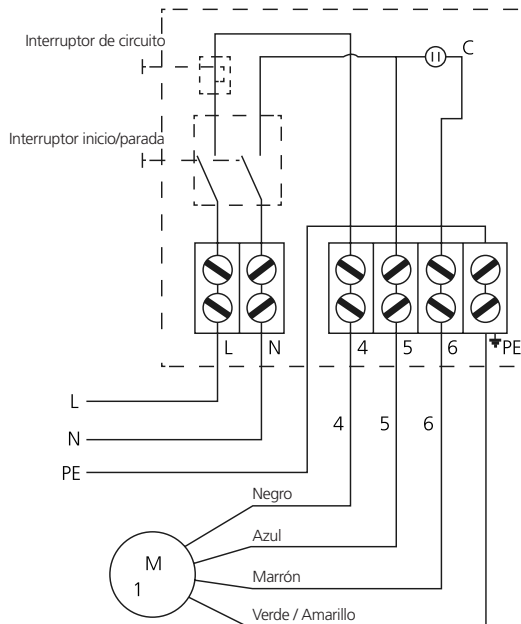 Interruptor de circuito
C
Interruptor inicio/parada
L N 4 5 6 PE
L
N
PE
4 5 6
Negro
Azul
Marrón
Verde / Amarillo
M
1